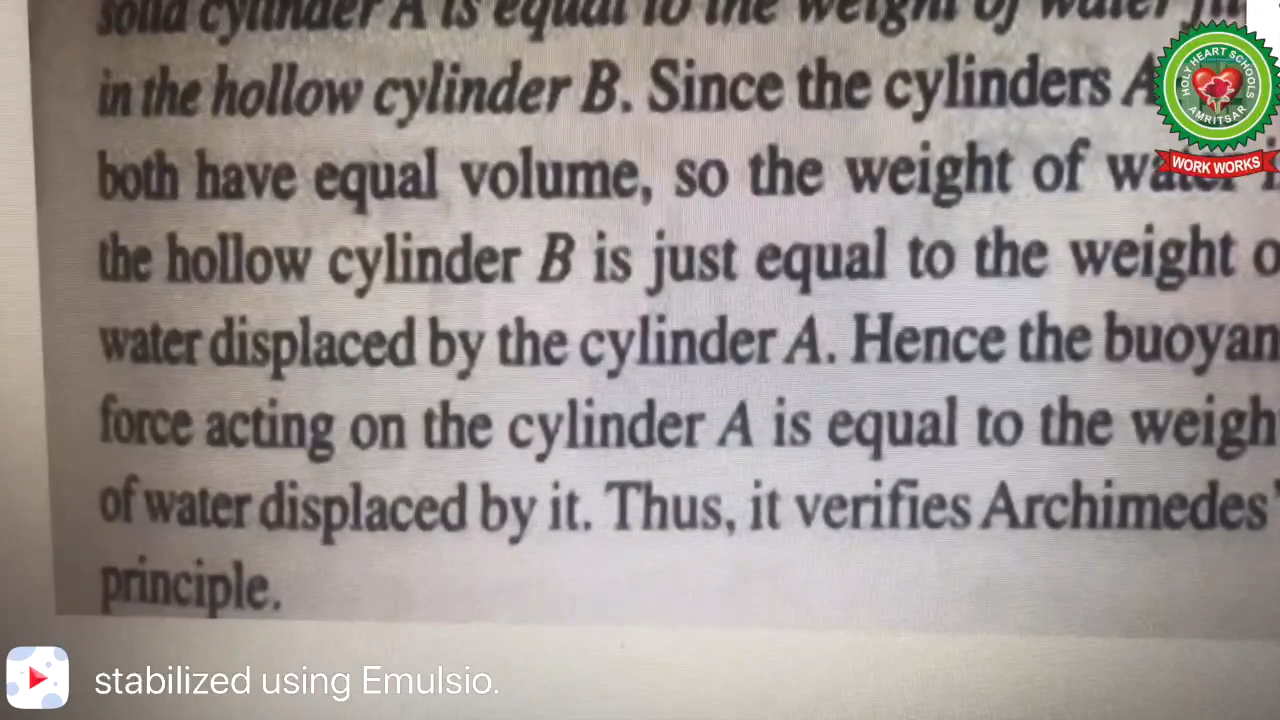 solid cylinder A is equal to the weight of water
in the hollow cylinder B. Since the cylinders A
both have equal volume, so the weight of water
the hollow cylinder B is just equal to the weight o
water displaced by the cylinder A. Hence the buoyan
force acting on the cylinder A is equal to the weigh
of water displaced by it. Thus, it verifies Archimedes'
principle.
HOLY HEART SCHOOLS
AMRITSAR
WORK WORKS
stabilized using Emulsio.